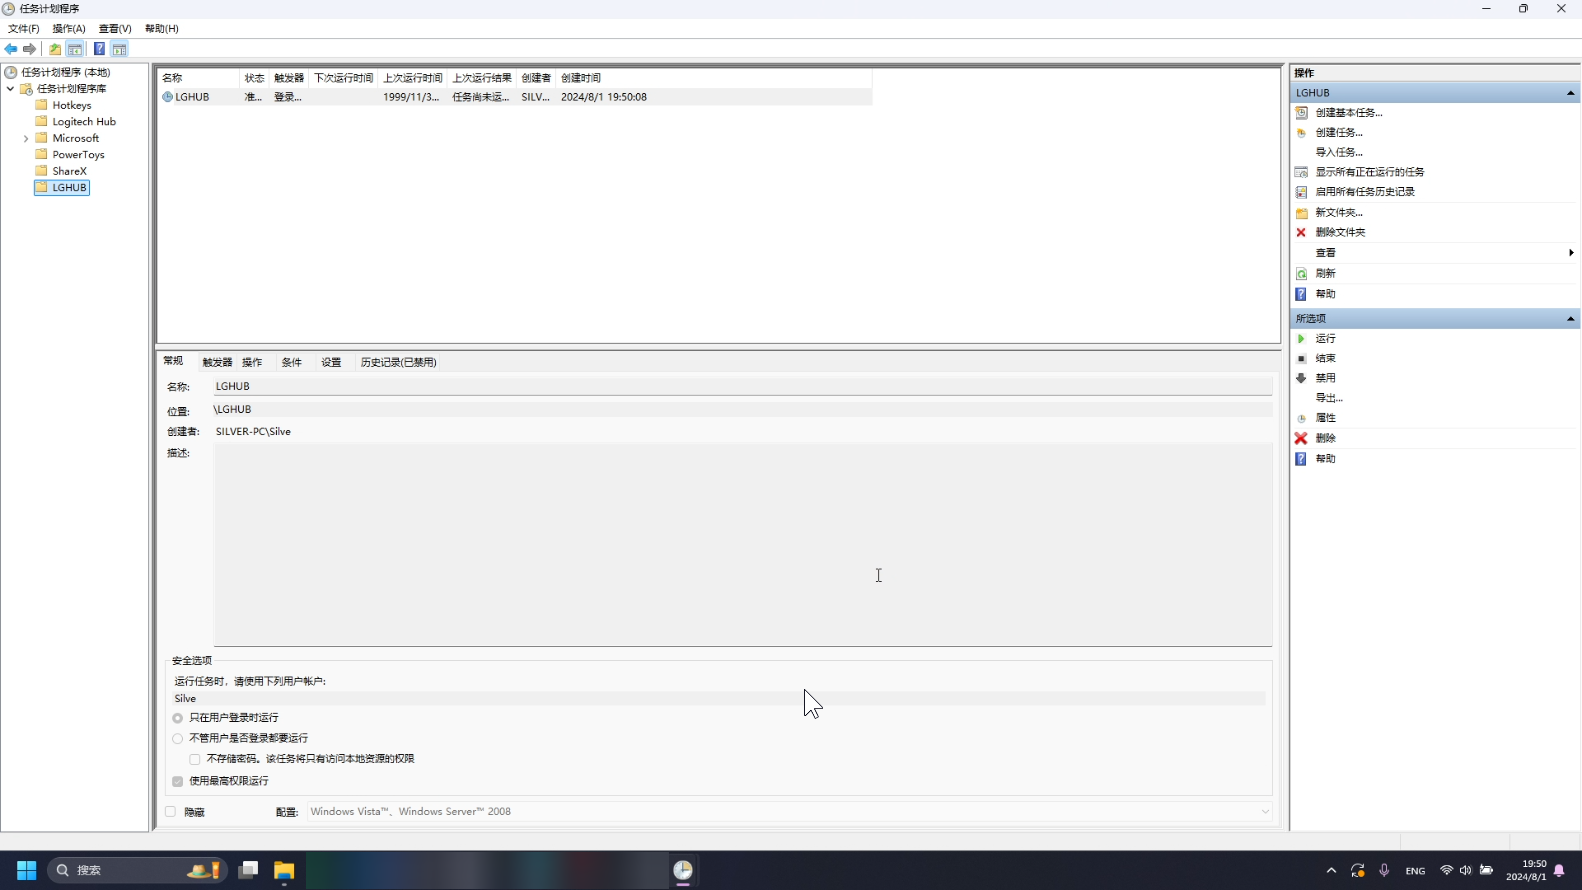 任务计划程序
文件(F) 操作(A) 查看(V) 帮助(H)
任务计划程序 (本地)
任务计划程序库
Hotkeys
Logitech Hub
Microsoft
PowerToys
ShareX
LGHUB
名称 状态 触发器 下次运行时间 上次运行时间 上次运行结果 创建者 创建时间
LGHUB 准... 登录... 1999/11/3... 任务尚未运... SILV... 2024/8/1 19:50:08
常规 触发器 操作 条件 设置 历史记录(已禁用)
名称: LGHUB
位置: \LGHUB
创建者: SILVER-PC\Silve
描述:
安全选项
运行任务时，请使用下列用户帐户:
Silve
只在用户登录时运行
不管用户是否登录都要运行
不存储密码。该任务将只有访问本地资源的权限
使用最高权限运行
隐藏 配置: Windows Vista™、Windows Server™ 2008
操作
LGHUB
创建基本任务...
创建任务...
导入任务...
显示所有正在运行的任务
启用所有任务历史记录
新文件夹...
删除文件夹
查看
刷新
帮助
所选项
运行
结束
禁用
导出...
属性
删除
帮助
搜索
ENG
19:50
2024/8/1